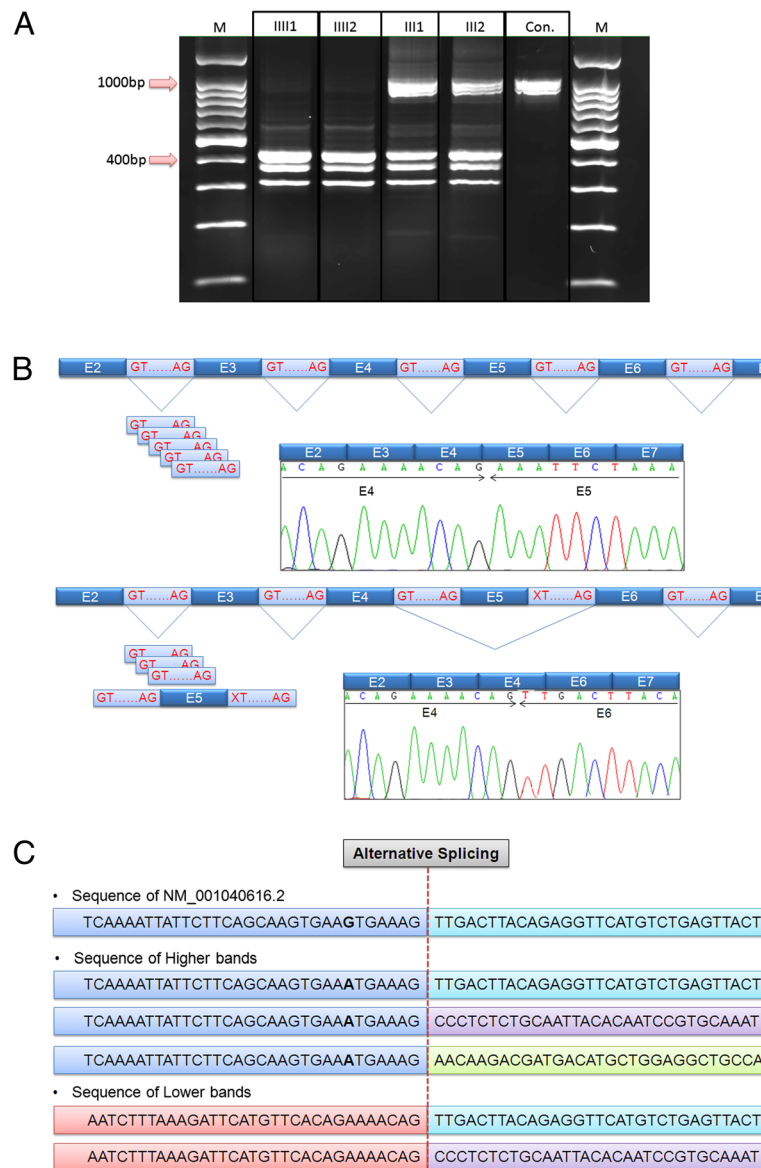 A
M IIII1 IIII2 III1 III2 Con. M
1000bp
400bp
B
E2 GT......AG E3 GT......AG E4 GT......AG E5 GT......AG E6 GT......AG
GT......AG
GT......AG
GT......AG
GT......AG
GT......AG
E2 E3 E4 E5 E6 E7
A C A G A A A A C A G A A A T T C T A A A
E4 E5
E2 GT......AG E3 GT......AG E4 GT......AG E5 XT......AG E6 GT......AG
GT......AG
GT......AG
GT......AG
GT......AG E5 XT......AG
E2 E3 E4 E6 E7
A C A G A A A A C A G T T G A C T T A C A
E4 E6
C
Alternative Splicing
• Sequence of NM_001040616.2
TCAAAATTATTCTTCAGCAAGTGAAGTGAAAG TTGACTTACAGAGGTTCATGTCTGAGTTACT
• Sequence of Higher bands
TCAAAATTATTCTTCAGCAAGTGAAATGAAAG TTGACTTACAGAGGTTCATGTCTGAGTTACT
TCAAAATTATTCTTCAGCAAGTGAAATGAAAG CCCTCTCTGCAATTACACAATCCGTGCAAAT
TCAAAATTATTCTTCAGCAAGTGAAATGAAAG AACAAGACGATGACATGCTGGAGGCTGCCA
• Sequence of Lower bands
AATCTTTAAAGATTCATGTTCACAGAAAACAG TTGACTTACAGAGGTTCATGTCTGAGTTACT
AATCTTTAAAGATTCATGTTCACAGAAAACAG CCCTCTCTGCAATTACACAATCCGTGCAAAT